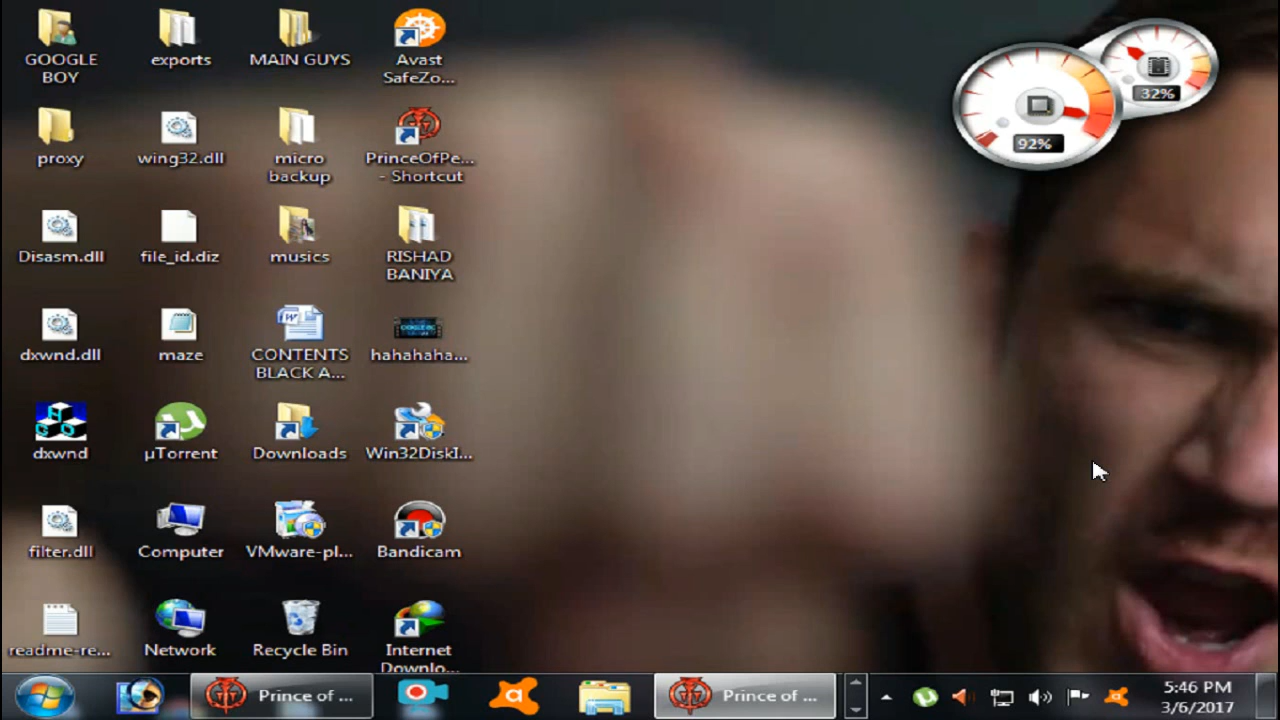 GOOGLE
BOY
exports
MAIN GUYS
Avast
SafeZo...
92%
32%
proxy
wing32.dll
micro
backup
PrinceOfPe...
- Shortcut
Disasm.dll
file_id.diz
musics
RISHAD
BANIYA
dxwnd.dll
maze
CONTENTS
BLACK A...
hahahaha...
dxwnd
µTorrent
Downloads
Win32DiskI...
filter.dll
Computer
VMware-pl...
Bandicam
readme-re...
Network
Recycle Bin
Internet
Downlo...
Prince of ...
Prince of ...
5:46 PM
3/6/2017